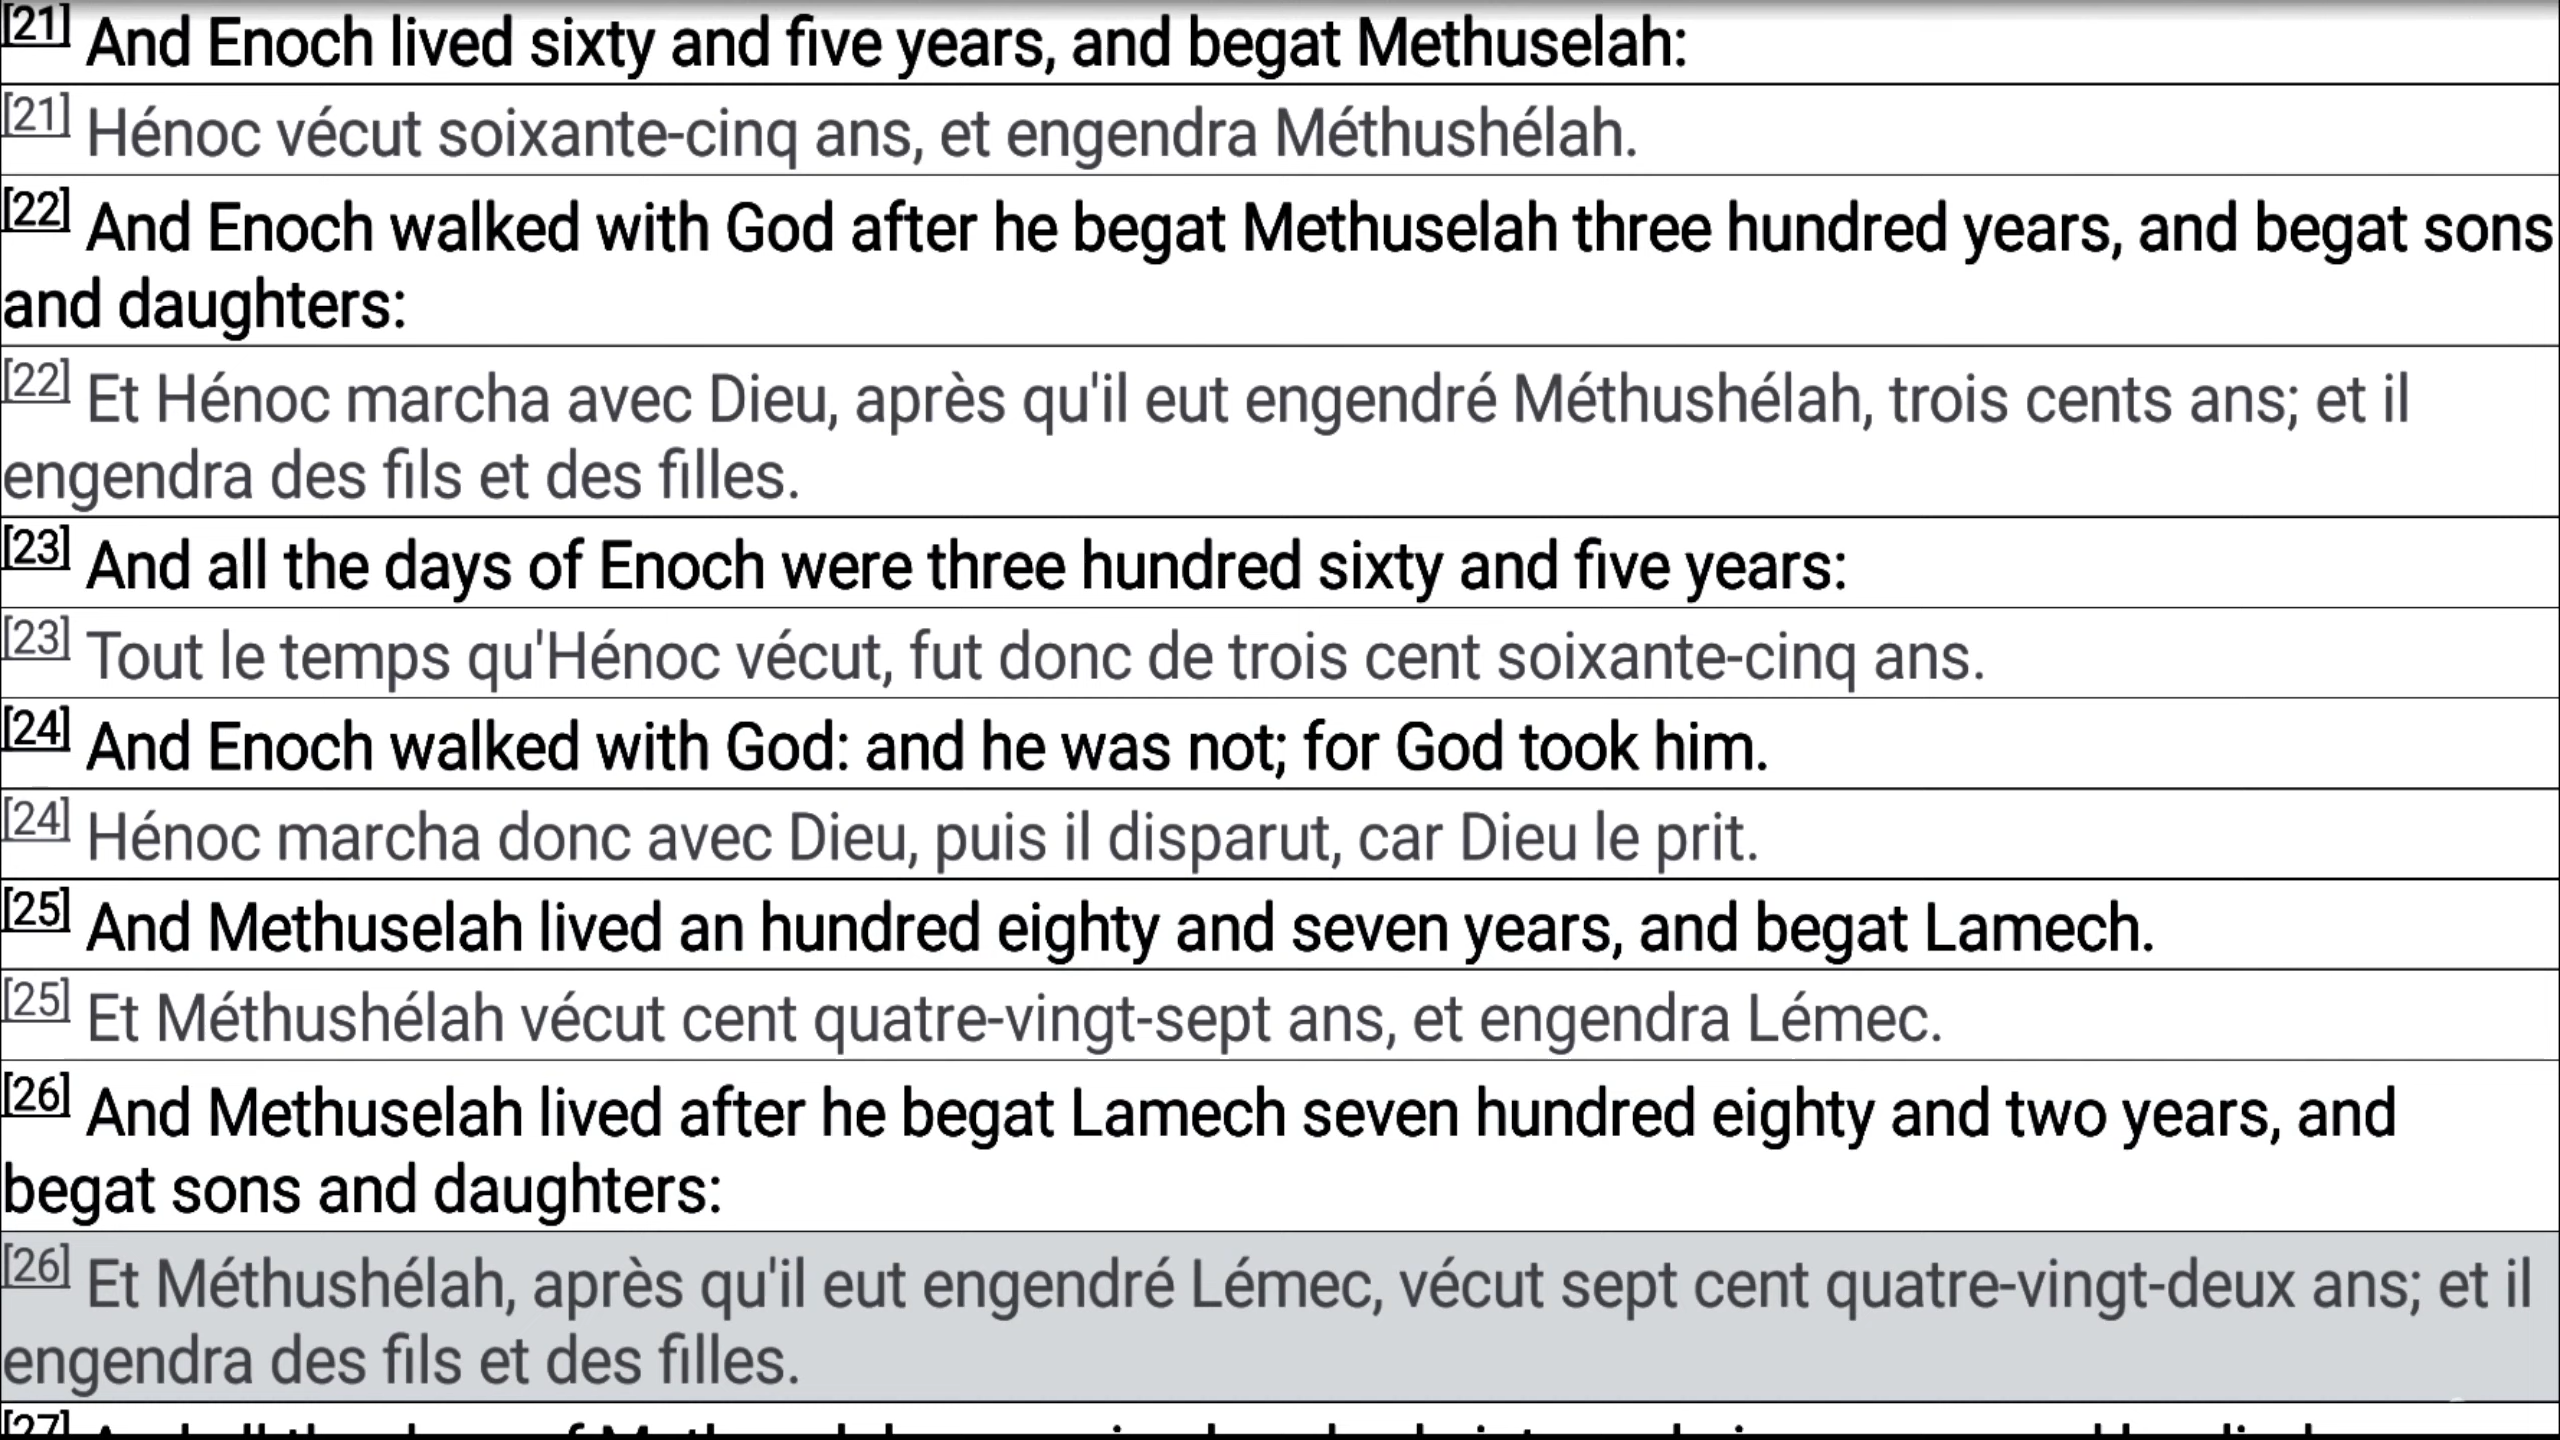 [21] And Enoch lived sixty and five years, and begat Methuselah:
[21] Hénoc vécut soixante-cinq ans, et engendra Méthushélah.
[22] And Enoch walked with God after he begat Methuselah three hundred years, and begat sons
and daughters:
[22] Et Hénoc marcha avec Dieu, après qu'il eut engendré Méthushélah, trois cents ans; et il
engendra des fils et des filles.
[23] And all the days of Enoch were three hundred sixty and five years:
[23] Tout le temps qu'Hénoc vécut, fut donc de trois cent soixante-cinq ans.
[24] And Enoch walked with God: and he was not; for God took him.
[24] Hénoc marcha donc avec Dieu, puis il disparut, car Dieu le prit.
[25] And Methuselah lived an hundred eighty and seven years, and begat Lamech.
[25] Et Méthushélah vécut cent quatre-vingt-sept ans, et engendra Lémec.
[26] And Methuselah lived after he begat Lamech seven hundred eighty and two years, and
begat sons and daughters:
[26] Et Méthushélah, après qu'il eut engendré Lémec, vécut sept cent quatre-vingt-deux ans; et il
engendra des fils et des filles.
[27]